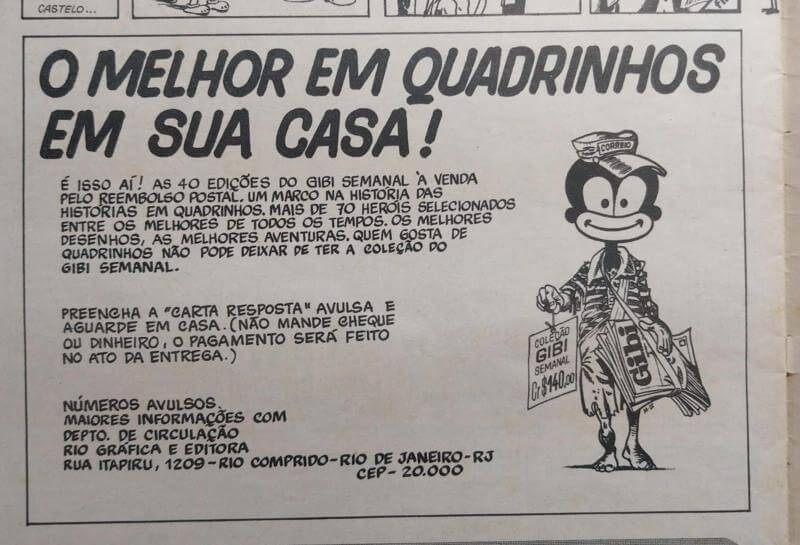 CASTELO...
O MELHOR EM QUADRINHOS
EM SUA CASA!
É ISSO AÍ! AS 40 EDIÇÕES DO GIBI SEMANAL À VENDA
PELO REEMBOLSO POSTAL. UM MARCO NA HISTÓRIA DAS
HISTÓRIAS EM QUADRINHOS. MAIS DE 70 HERÓIS SELECIONADOS
ENTRE OS MELHORES DE TODOS OS TEMPOS. OS MELHORES
DESENHOS, AS MELHORES AVENTURAS. QUEM GOSTA DE
QUADRINHOS NÃO PODE DEIXAR DE TER A COLEÇÃO DO
GIBI SEMANAL.
CORREIO
PREENCHA A "CARTA RESPOSTA" AVULSA E
AGUARDE EM CASA. (NÃO MANDE CHEQUE
OU DINHEIRO, O PAGAMENTO SERÁ FEITO
NO ATO DA ENTREGA.)
COLEÇÃO
GIBI
SEMANAL
Cr$140,00
Gibi
NÚMEROS AVULSOS.
MAIORES INFORMAÇÕES COM
DEPTO. DE CIRCULAÇÃO
RIO GRÁFICA E EDITORA
RUA ITAPIRU, 1209-RIO COMPRIDO-RIO DE JANEIRO-RJ
CEP- 20.000